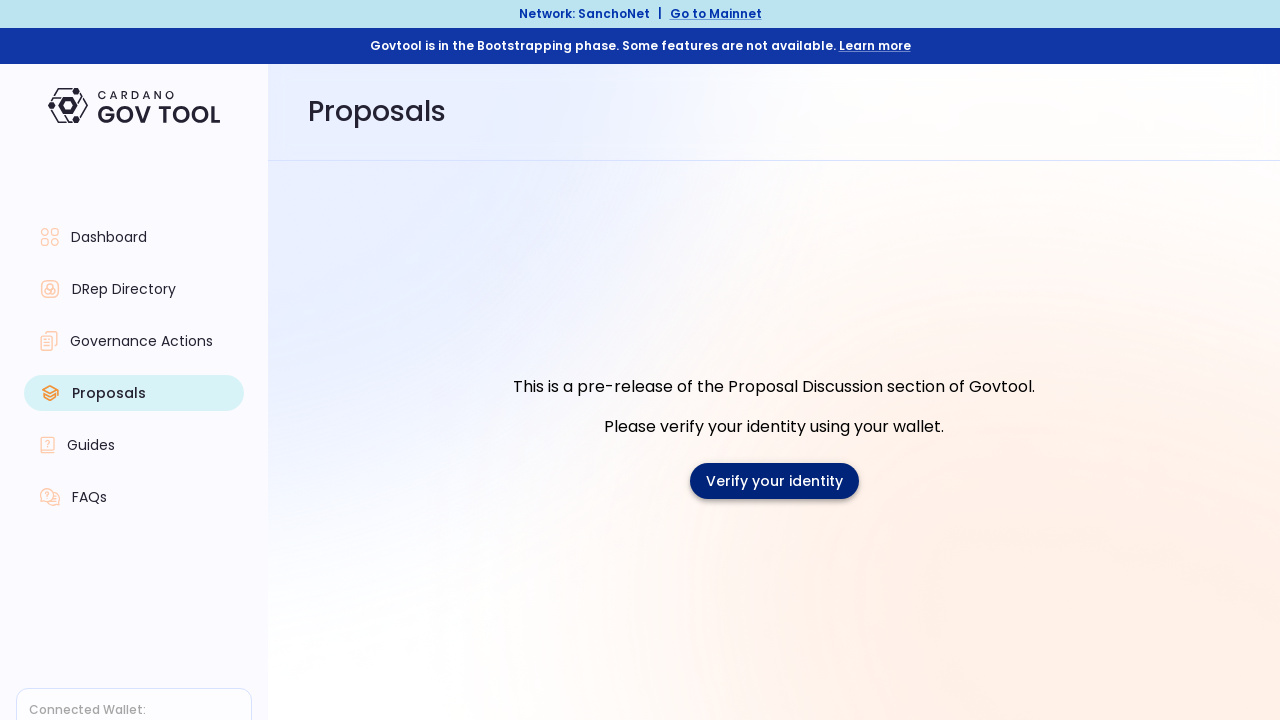 Network: SanchoNet | Go to Mainnet
Govtool is in the Bootstrapping phase. Some features are not available. Learn more
CARDANO
GOV TOOL
Proposals
Dashboard
DRep Directory
Governance Actions
Proposals
Guides
FAQs
This is a pre-release of the Proposal Discussion section of Govtool.
Please verify your identity using your wallet.
Verify your identity
Connected Wallet: